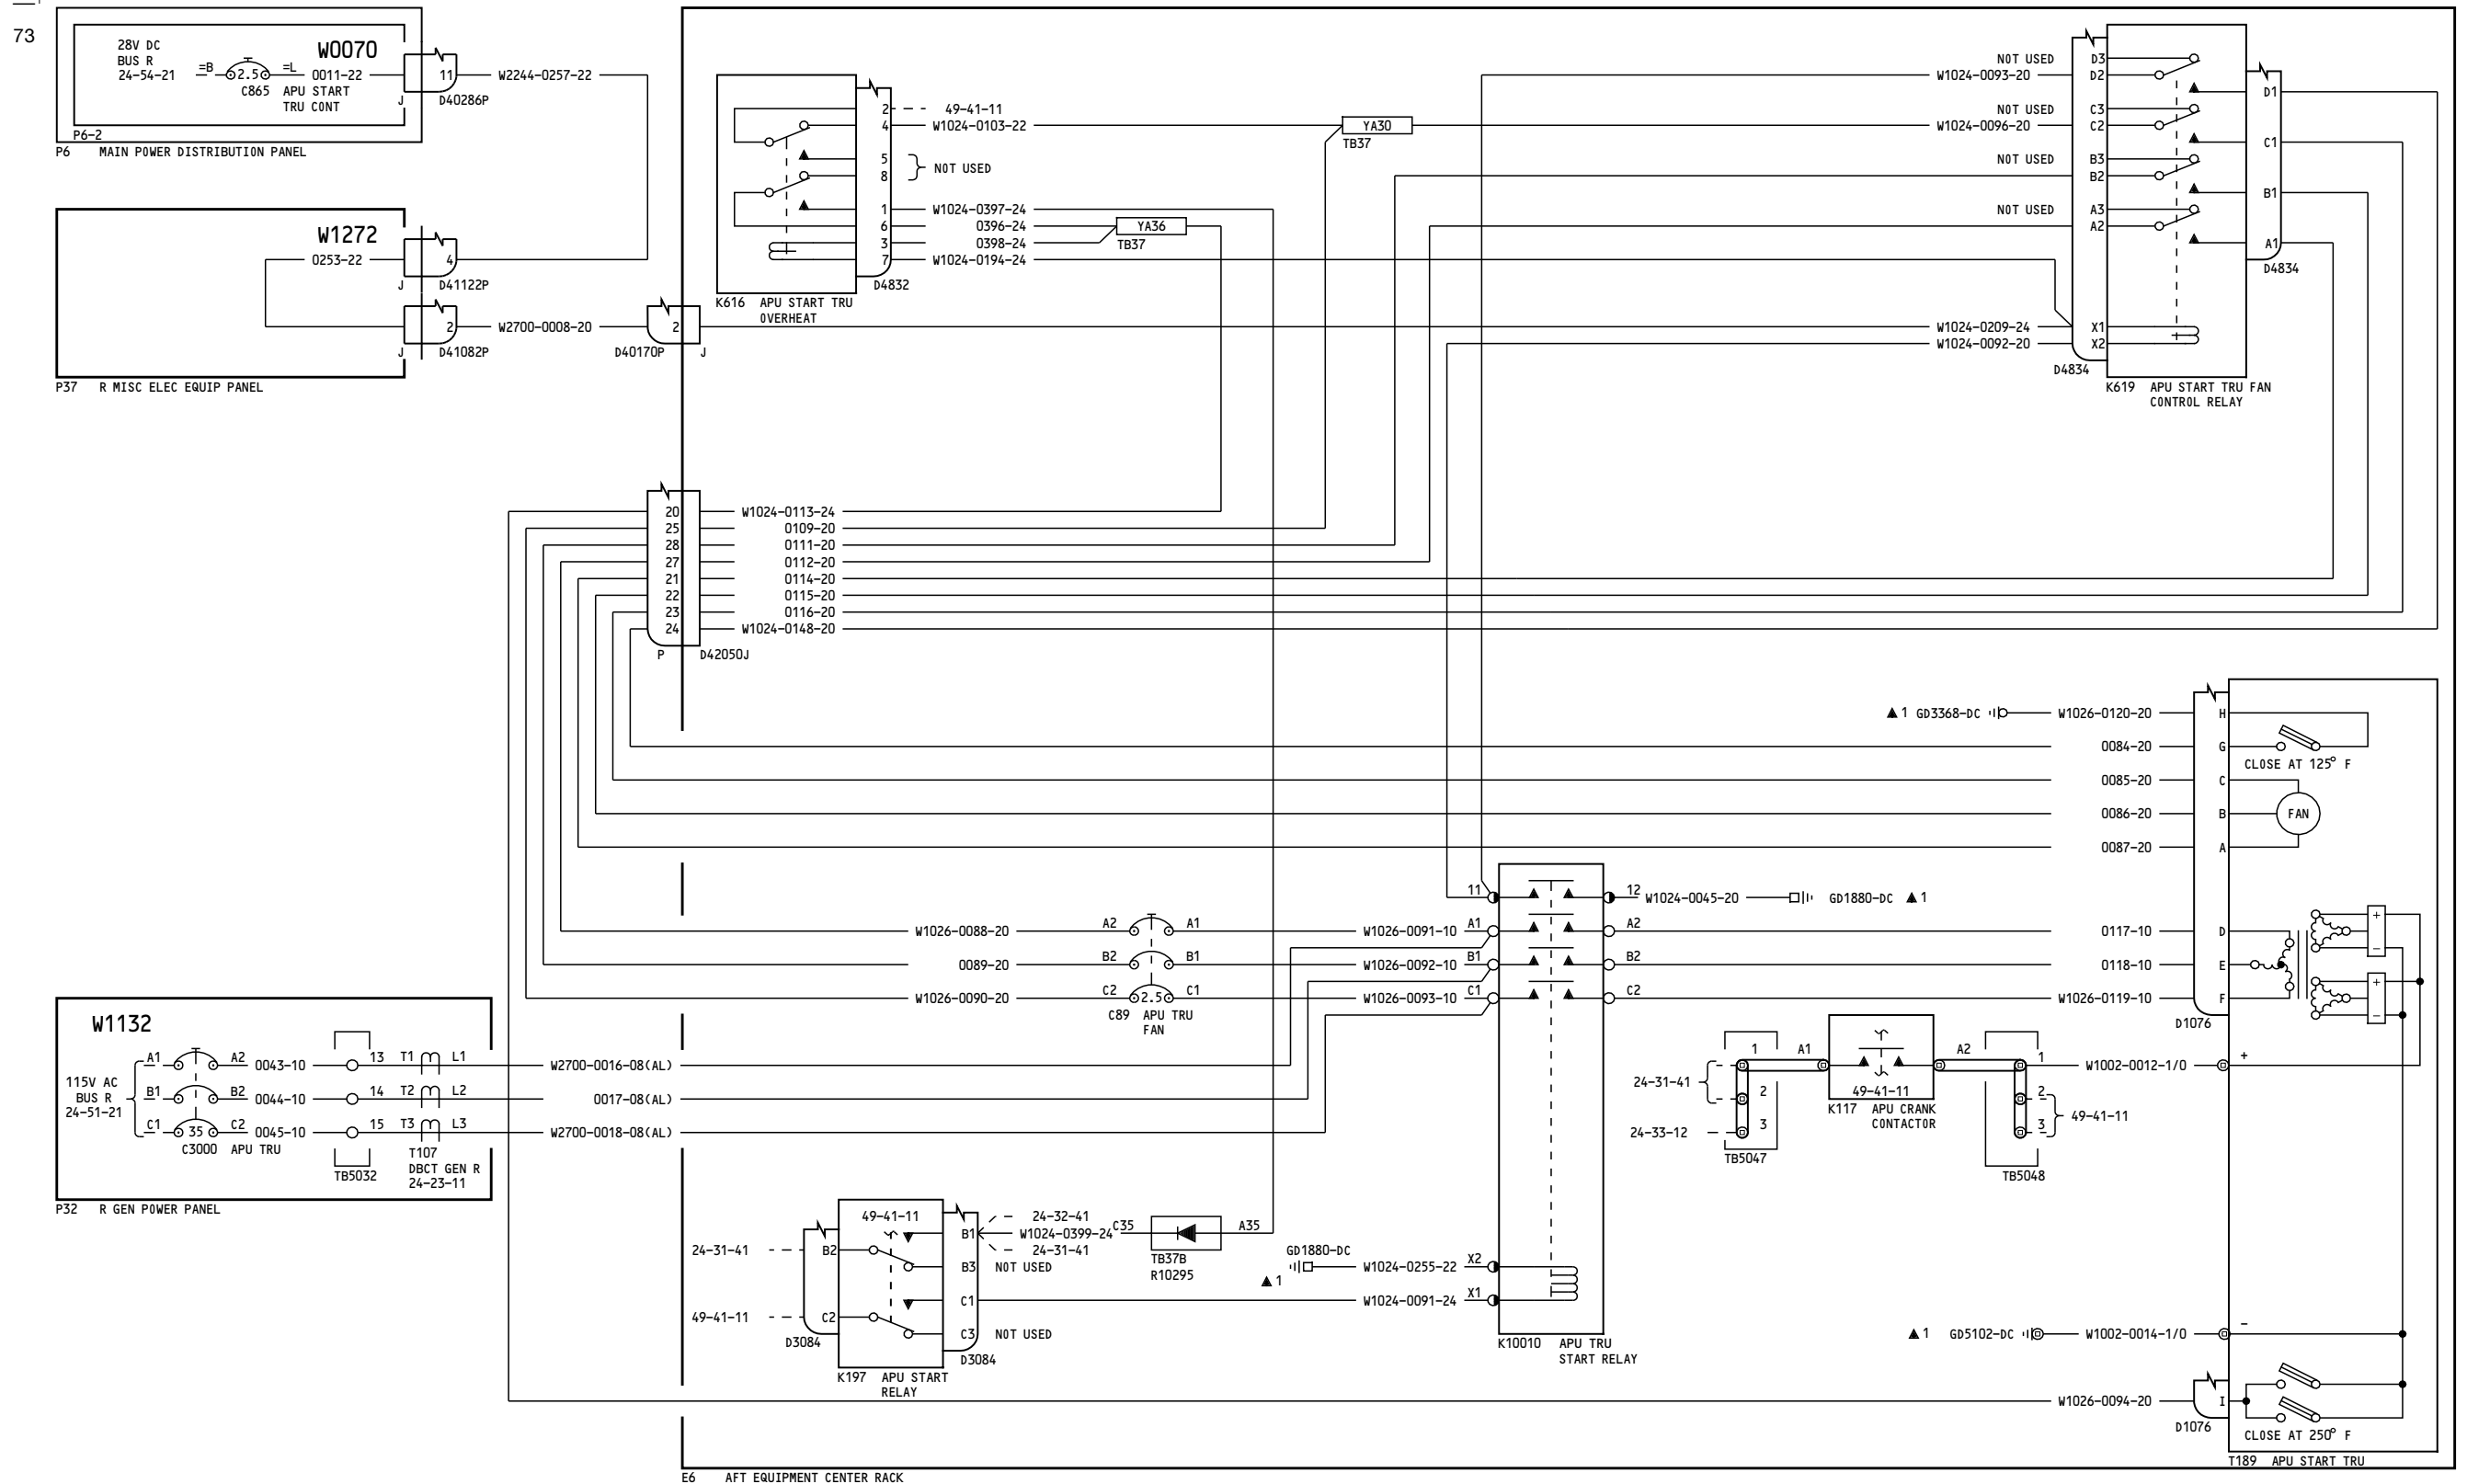 73
28V DC
BUS R
24-54-21
=B
2.5
=L
W0070
0011-22
C865 APU START
TRU CONT
11
J
D40286P
W2244-0257-22
P6-2
P6 MAIN POWER DISTRIBUTION PANEL
W1272
0253-22
4
J
D41122P
2
J
D41082P
W2700-0008-20
2
D40170P
J
P37 R MISC ELEC EQUIP PANEL
2
49-41-11
4
W1024-0103-22
5
8
NOT USED
1
W1024-0397-24
6
0396-24
3
0398-24
7
W1024-0194-24
D4832
K616 APU START TRU
OVERHEAT
YA30
TB37
YA36
TB37
NOT USED
D3
W1024-0093-20
D2
NOT USED
C3
W1024-0096-20
C2
NOT USED
B3
B2
NOT USED
A3
A2
W1024-0209-24
X1
W1024-0092-20
X2
D4834
D1
C1
B1
A1
D4834
K619 APU START TRU FAN
CONTROL RELAY
20
W1024-0113-24
25
0109-20
28
0111-20
27
0112-20
21
0114-20
22
0115-20
23
0116-20
24
W1024-0148-20
P
D42050J
▲1 GD3368-DC
W1026-0120-20
H
0084-20
G
CLOSE AT 125° F
0085-20
C
0086-20
B
FAN
0087-20
A
11
12
W1024-0045-20
GD1880-DC ▲1
W1026-0088-20
A2
A1
W1026-0091-10
A1
A2
0117-10
D
+
−
0089-20
B2
B1
W1026-0092-10
B1
B2
0118-10
E
W1026-0090-20
C2
2.5
C1
W1026-0093-10
C1
C2
W1026-0119-10
F
+
−
C89 APU TRU
FAN
D1076
W1132
115V AC
BUS R
24-51-21
A1
A2
0043-10
13
T1
L1
W2700-0016-08(AL)
B1
B2
0044-10
14
T2
L2
0017-08(AL)
C1
35
C2
0045-10
15
T3
L3
W2700-0018-08(AL)
C3000 APU TRU
TB5032
T107
DBCT GEN R
24-23-11
P32 R GEN POWER PANEL
24-31-41
24-33-12
1
2
3
TB5047
A1
49-41-11
A2
K117 APU CRANK
CONTACTOR
1
2
3
TB5048
49-41-11
W1002-0012-1/0
+
24-31-41
B2
49-41-11
C2
D3084
49-41-11
B1
24-32-41
W1024-0399-24
24-31-41
B3
NOT USED
C1
C3
NOT USED
D3084
K197 APU START
RELAY
C35
A35
TB37B
R10295
GD1880-DC
▲1
W1024-0255-22
X2
W1024-0091-24
X1
K10010 APU TRU
START RELAY
▲1 GD5102-DC
W1002-0014-1/0
−
W1026-0094-20
I
D1076
CLOSE AT 250° F
T189 APU START TRU
E6 AFT EQUIPMENT CENTER RACK